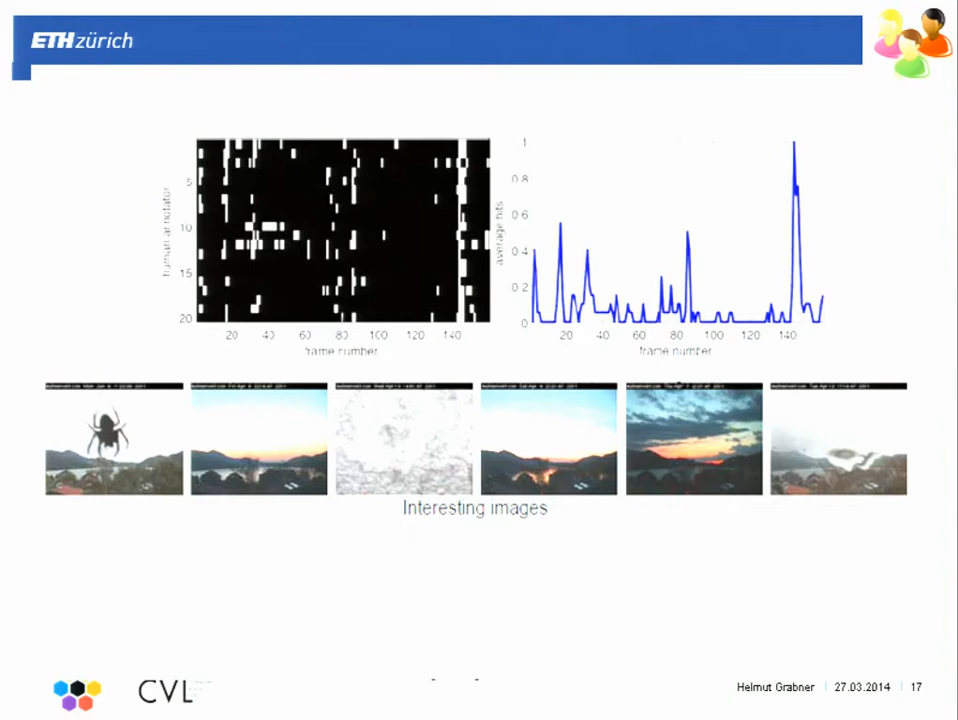 ETH zürich
human annotator
5
10
15
20
20 40 60 80 100 120 140
frame number
average hits
1
0.8
0.6
0.4
0.2
0
20 40 60 80 100 120 140
frame number
Interesting images
CVL
Helmut Grabner | 27.03.2014 | 17